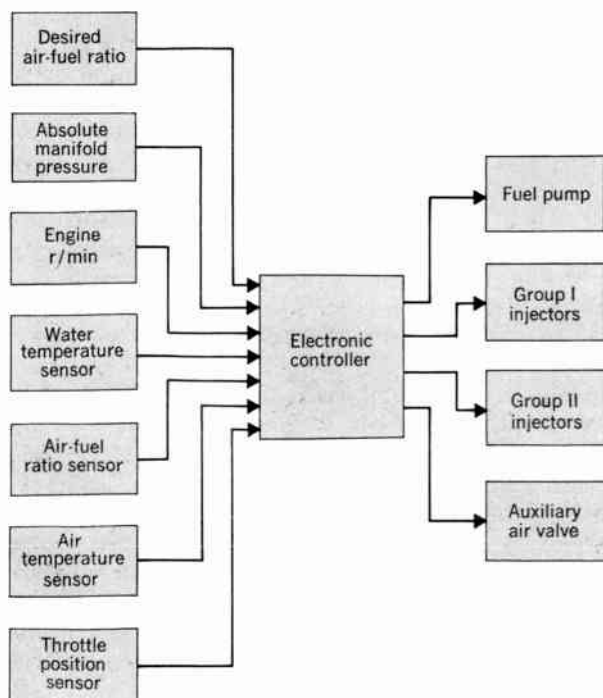 Desired
air-fuel ratio
Absolute
manifold
pressure
Engine
r/min
Water
temperature
sensor
Air-fuel
ratio sensor
Air
temperature
sensor
Throttle
position
sensor
Electronic
controller
Fuel pump
Group I
injectors
Group II
injectors
Auxiliary
air valve